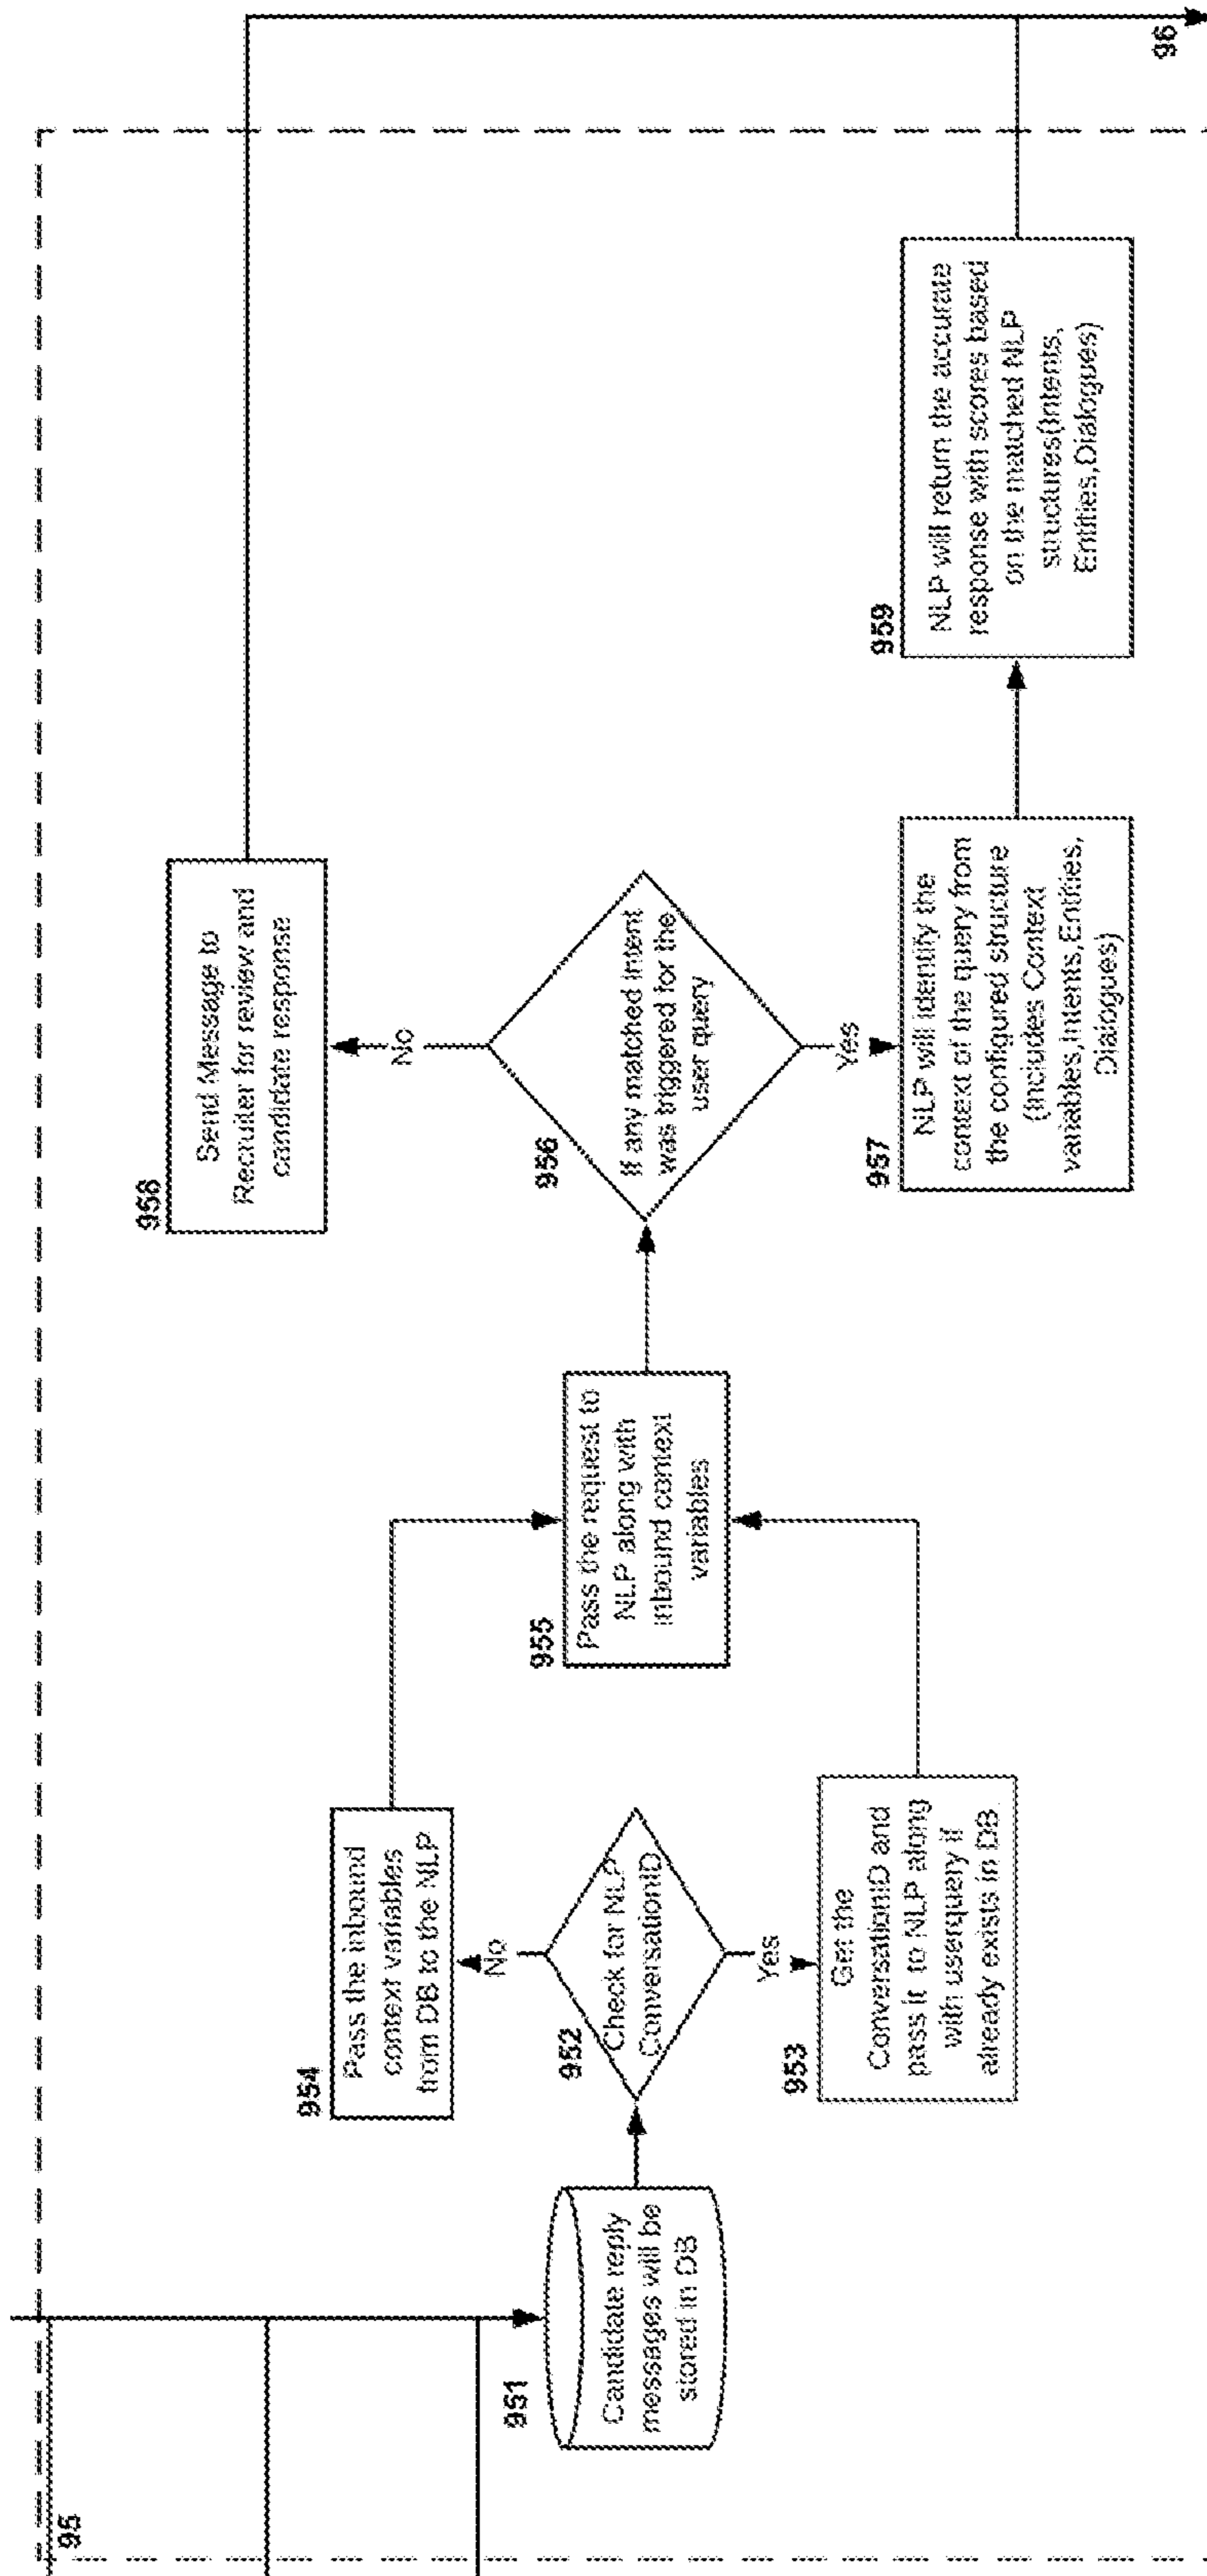 95
951
Candidate reply
messages will be
stored in DB
952
Check for NLP
ConversationID
No
Yes
954
Pass the inbound
context variables
from DB to the NLP
953
Get the
ConversationID and
pass it to NLP along
with userquery if
already exists in DB
955
Pass the request to
NLP along with
inbound context
variables
956
If any matched intent
was triggered for the
user query
No
Yes
958
Send Message to
Recruiter for review and
candidate response
957
NLP will identify the
context of the query from
the configured structure
(Includes Context
variables,Intents,Entities,
Dialogues)
959
NLP will return the accurate
response with scores based
on the matched NLP
structures(Intents,
Entities,Dialogues)
96